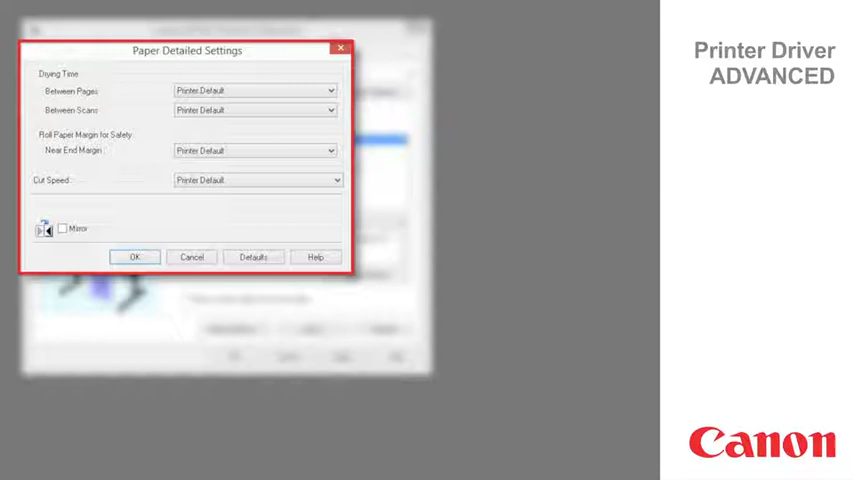 Paper Detailed Settings
Drying Time
Between Pages
Printer Default
Between Scans
Printer Default
Roll Paper Margin for Safety
Near End Margin:
Printer Default
Cut Speed:
Printer Default
Mirror
OK
Cancel
Defaults
Help
Printer Driver
ADVANCED
Canon